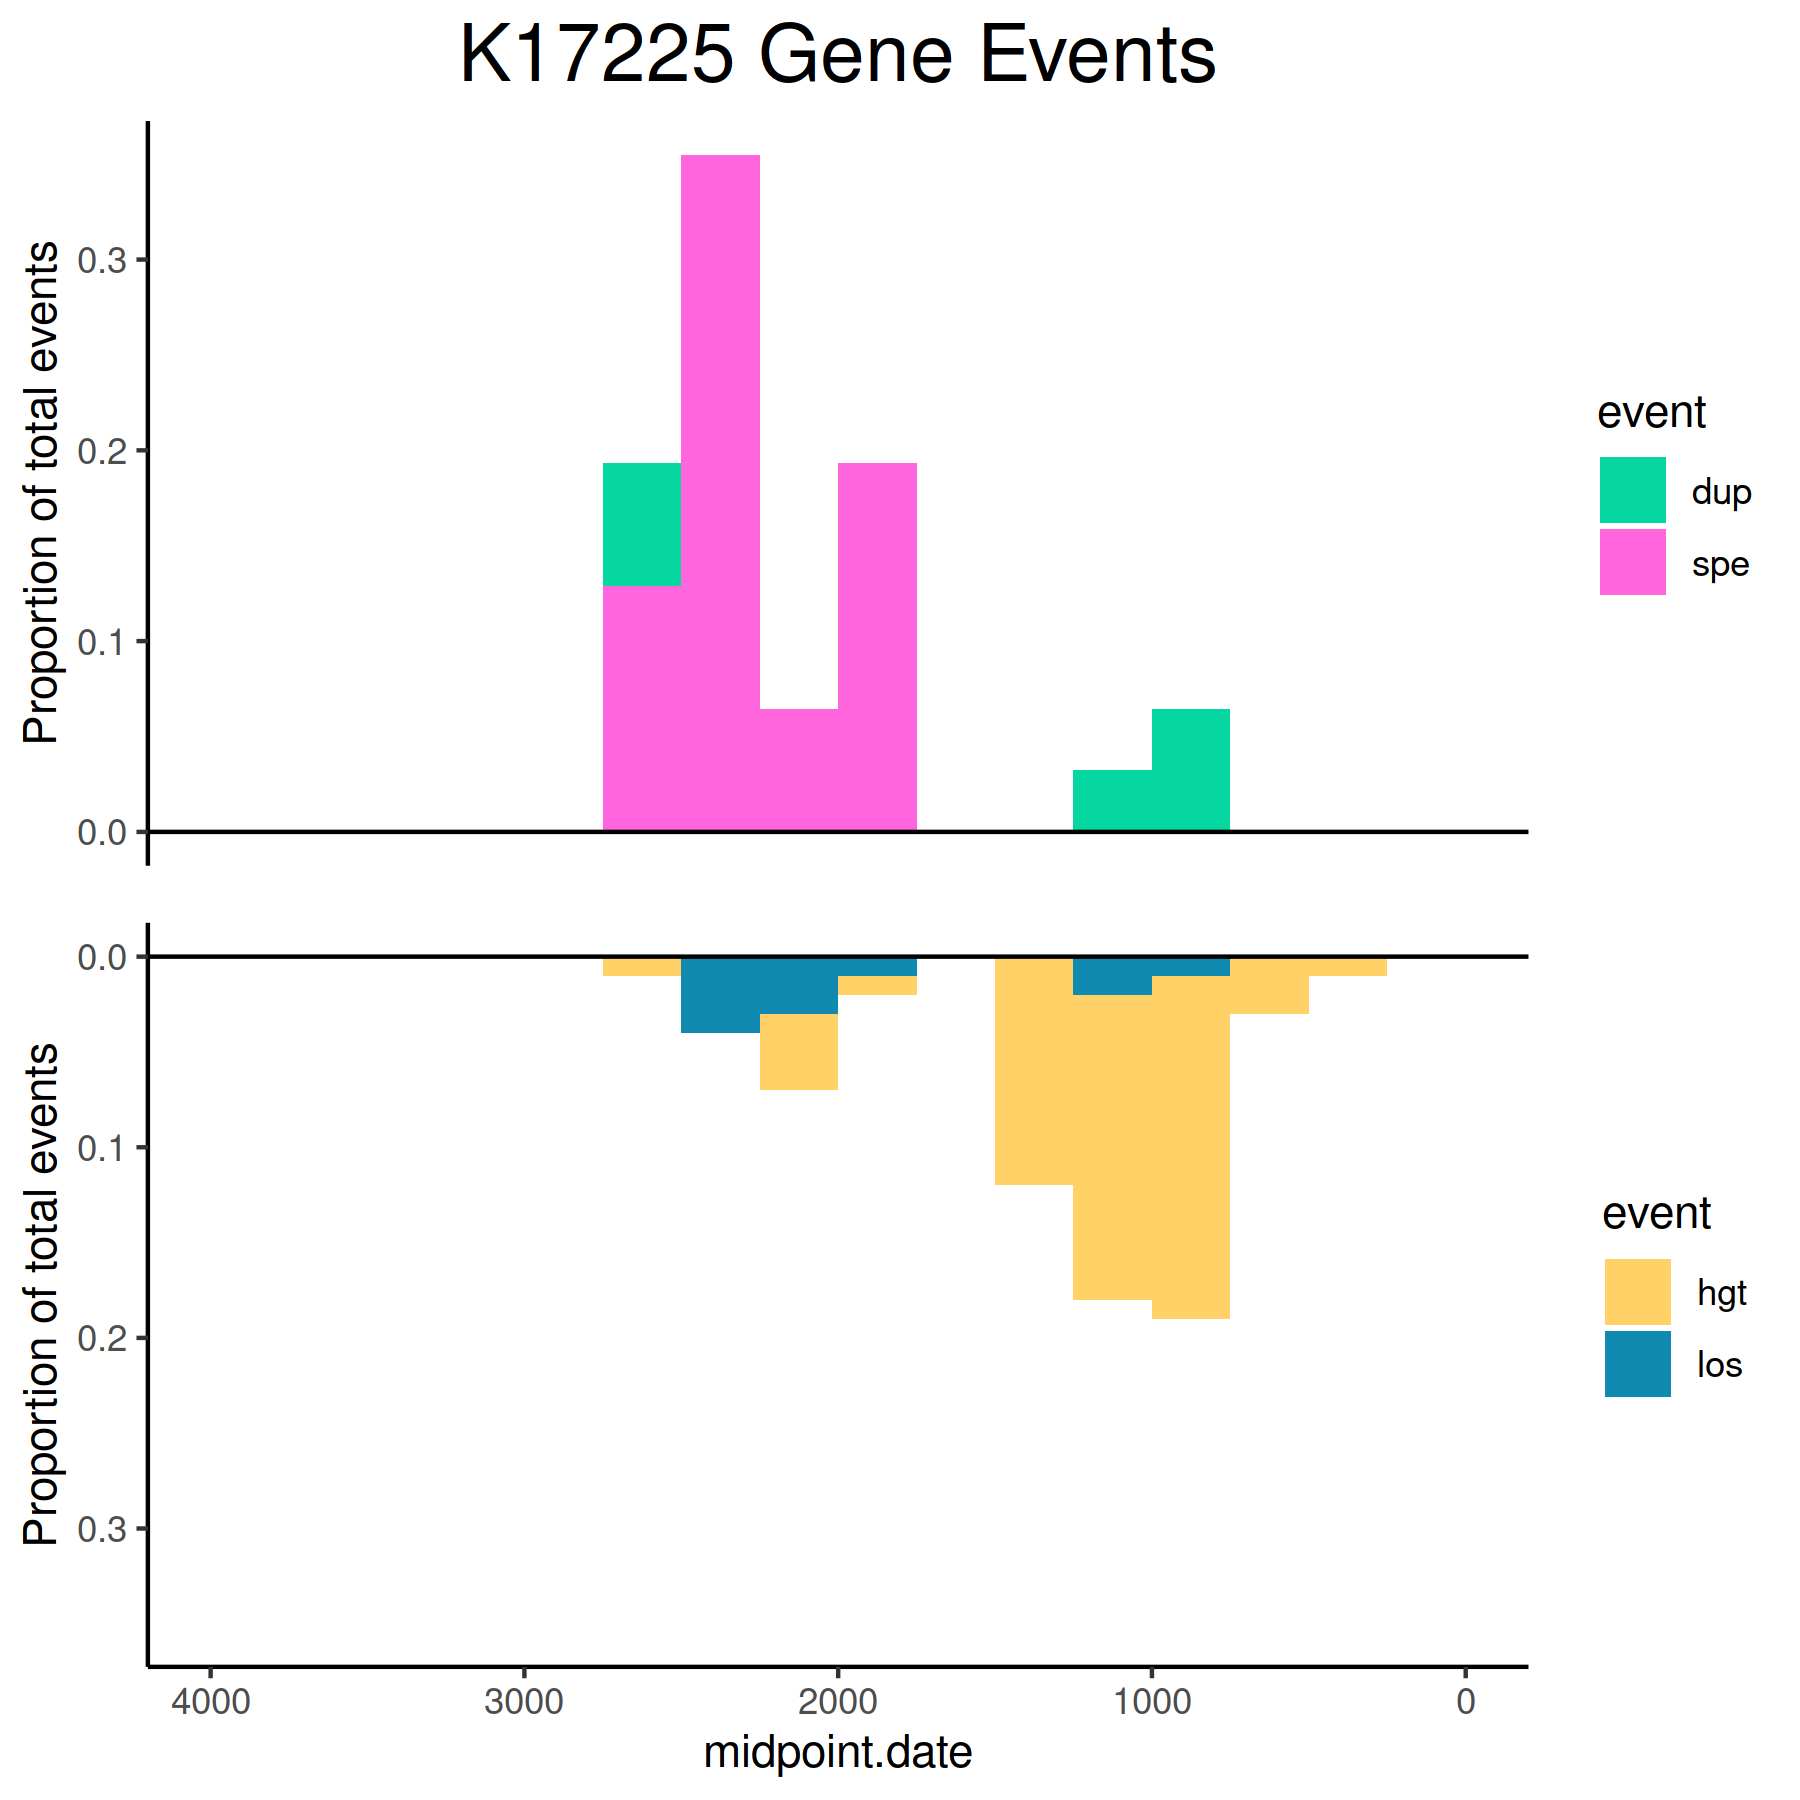 K17225 Gene Events
Proportion of total events
0.3
0.2
0.1
0.0
event
dup
spe
Proportion of total events
0.0
0.1
0.2
0.3
event
hgt
los
4000 3000 2000 1000 0
midpoint.date